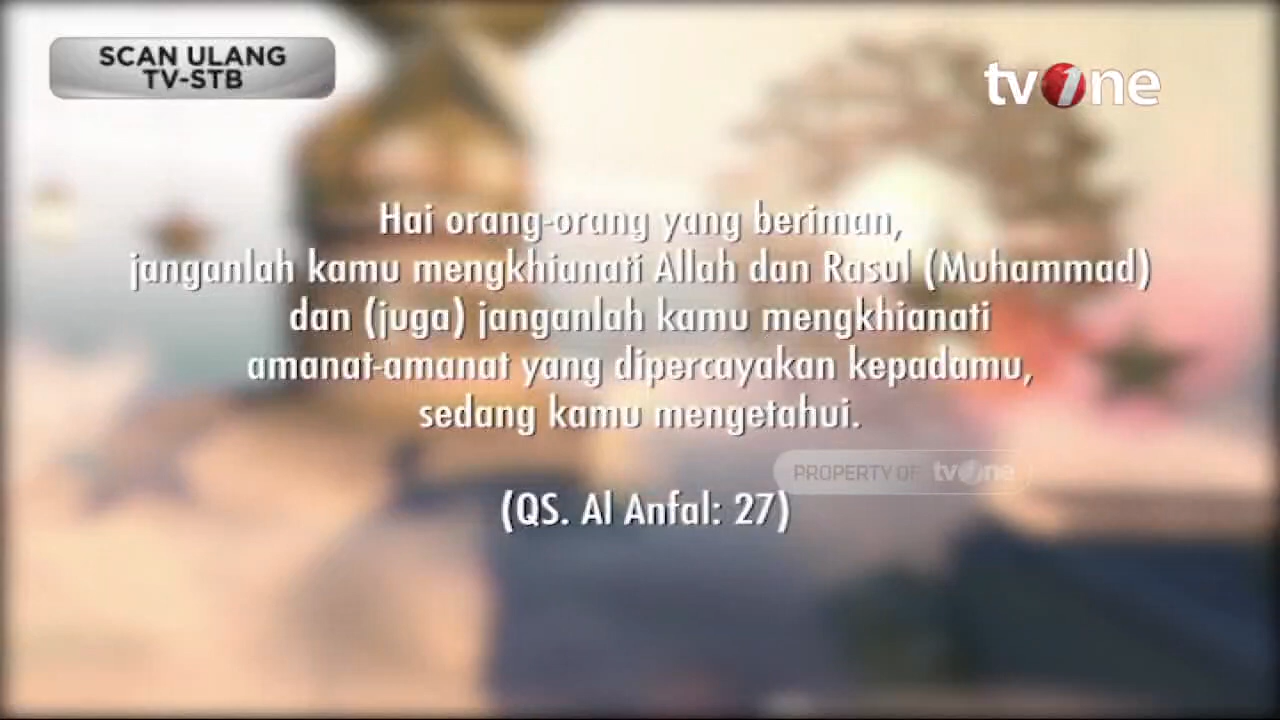 SCAN ULANG
TV-STB
tvOne
Hai orang-orang yang beriman,
janganlah kamu mengkhianati Allah dan Rasul (Muhammad)
dan (juga) janganlah kamu mengkhianati
amanat-amanat yang dipercayakan kepadamu,
sedang kamu mengetahui.
PROPERTY OF tvOne
(QS. Al Anfal: 27)